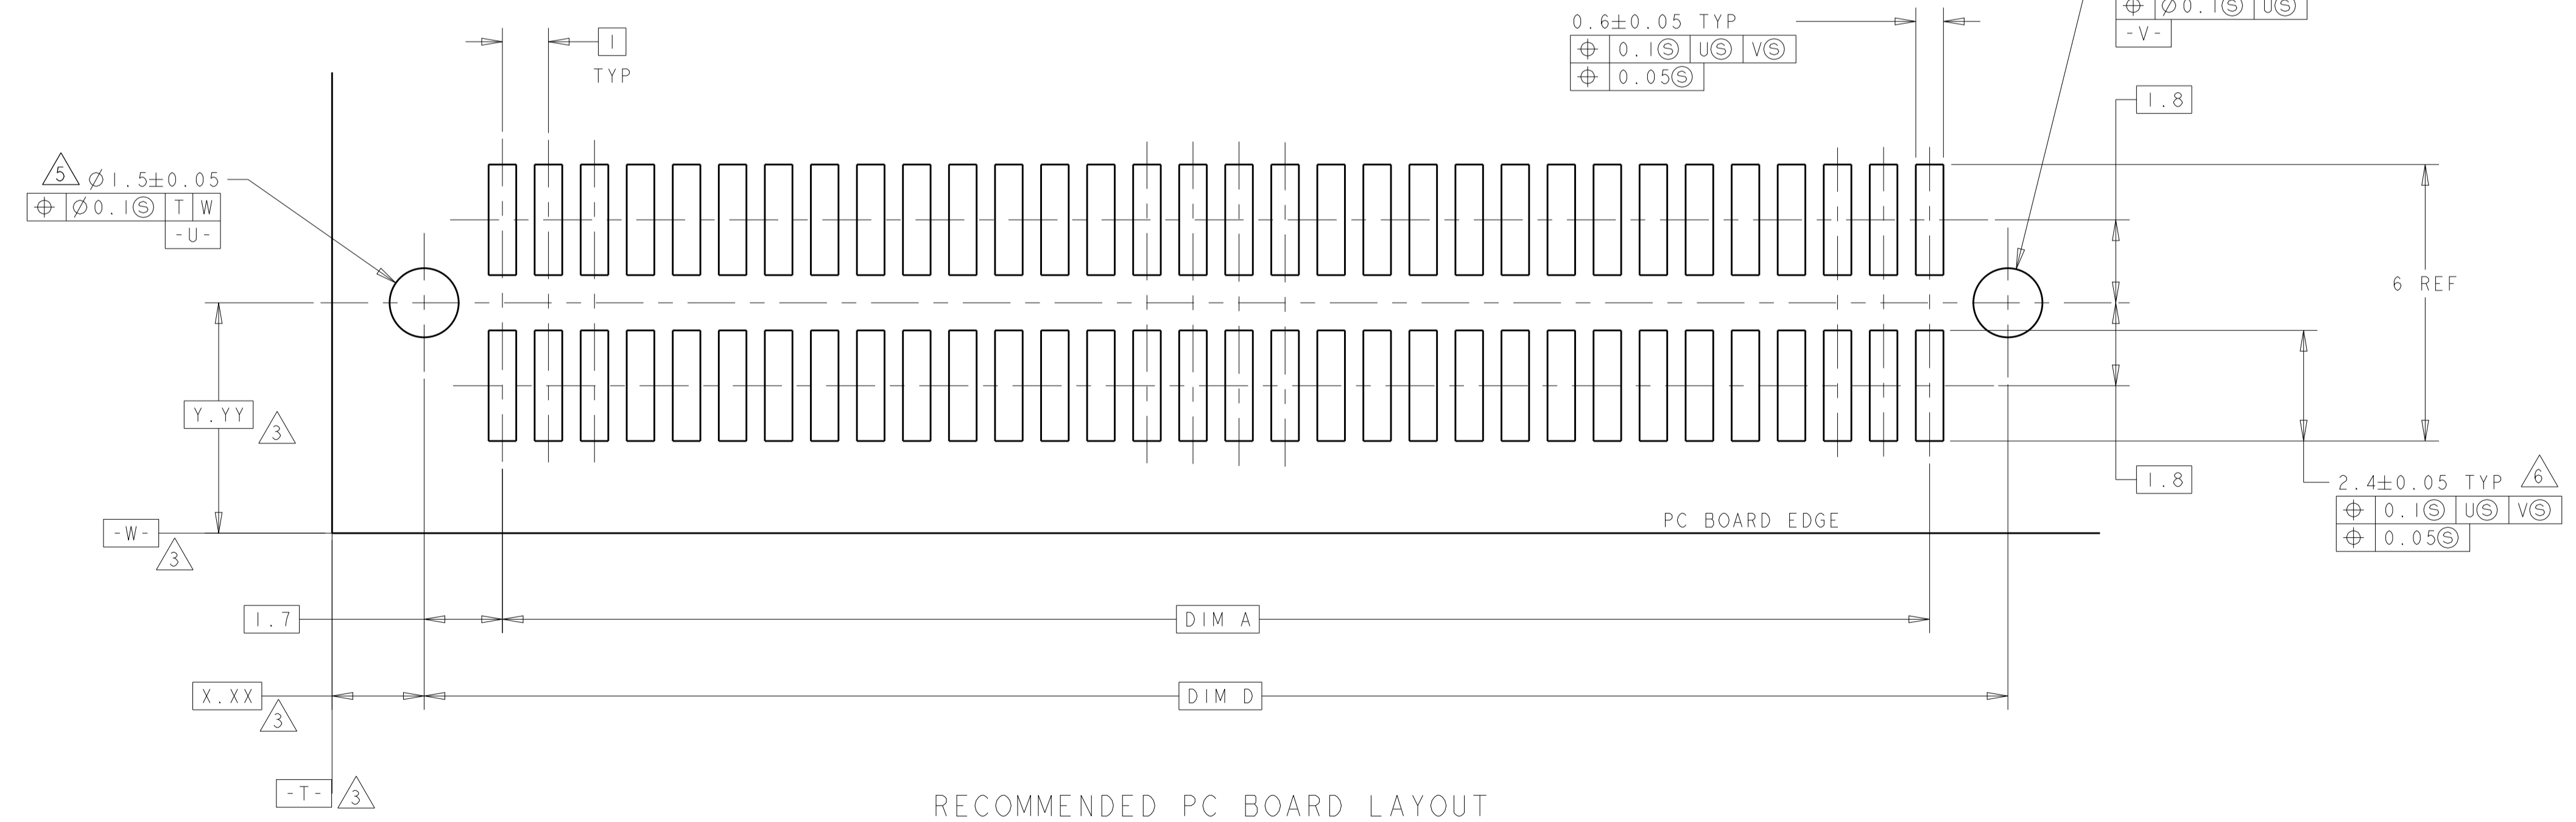 ⌖ Ø0.1Ⓢ UⓈ
-V-
0.6±0.05 TYP
⌖ 0.1Ⓢ UⓈ VⓈ
⌖ 0.05Ⓢ
1
TYP
1.8
5 Ø1.5±0.05
⌖ Ø0.1Ⓢ T W
-U-
6 REF
Y.YY 3
1.8
2.4±0.05 TYP 6
⌖ 0.1Ⓢ UⓈ VⓈ
⌖ 0.05Ⓢ
PC BOARD EDGE
-W- 3
1.7
DIM A
X.XX 3
DIM D
-T- 3
RECOMMENDED PC BOARD LAYOUT